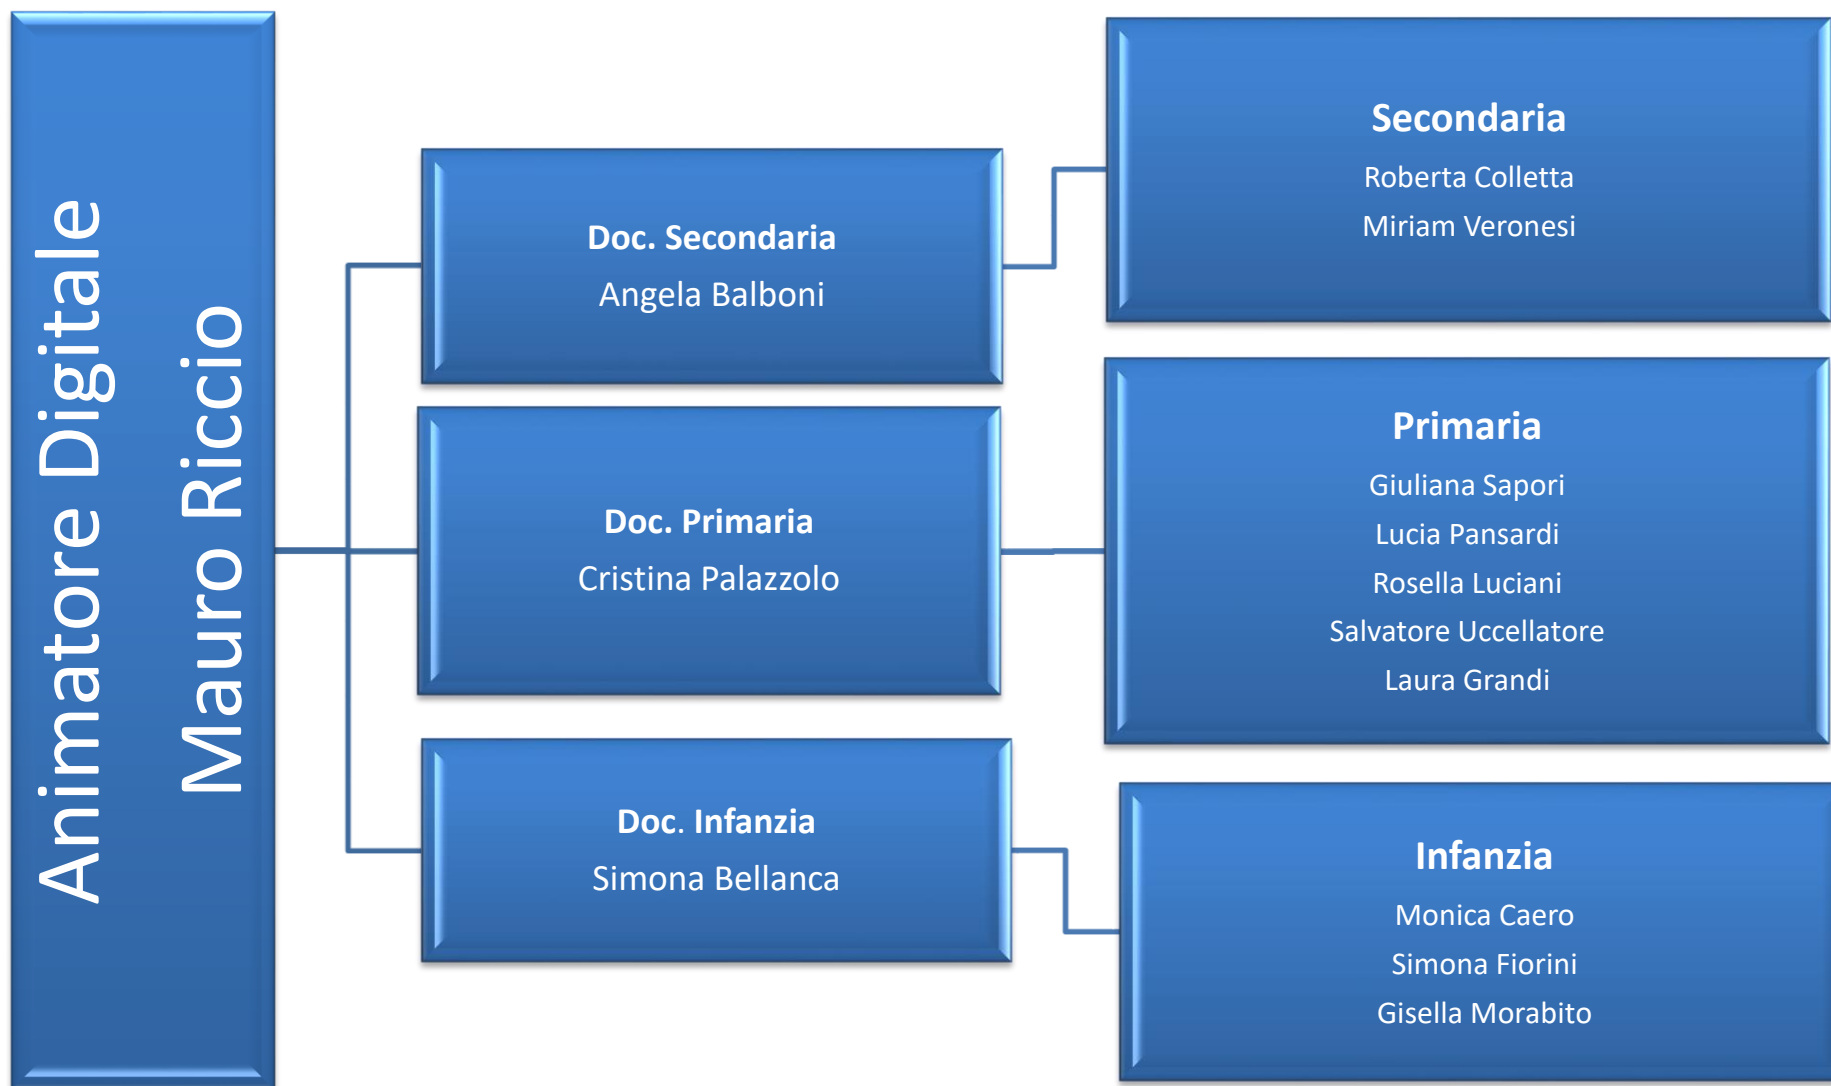 Animatore Digitale
Mauro Riccio
Doc. Secondaria
Angela Balboni
Secondaria
Roberta Colletta
Miriam Veronesi
Doc. Primaria
Cristina Palazzolo
Primaria
Giuliana Sapori
Lucia Pansardi
Rosella Luciani
Salvatore Uccellatore
Laura Grandi
Doc. Infanzia
Simona Bellanca
Infanzia
Monica Caero
Simona Fiorini
Gisella Morabito